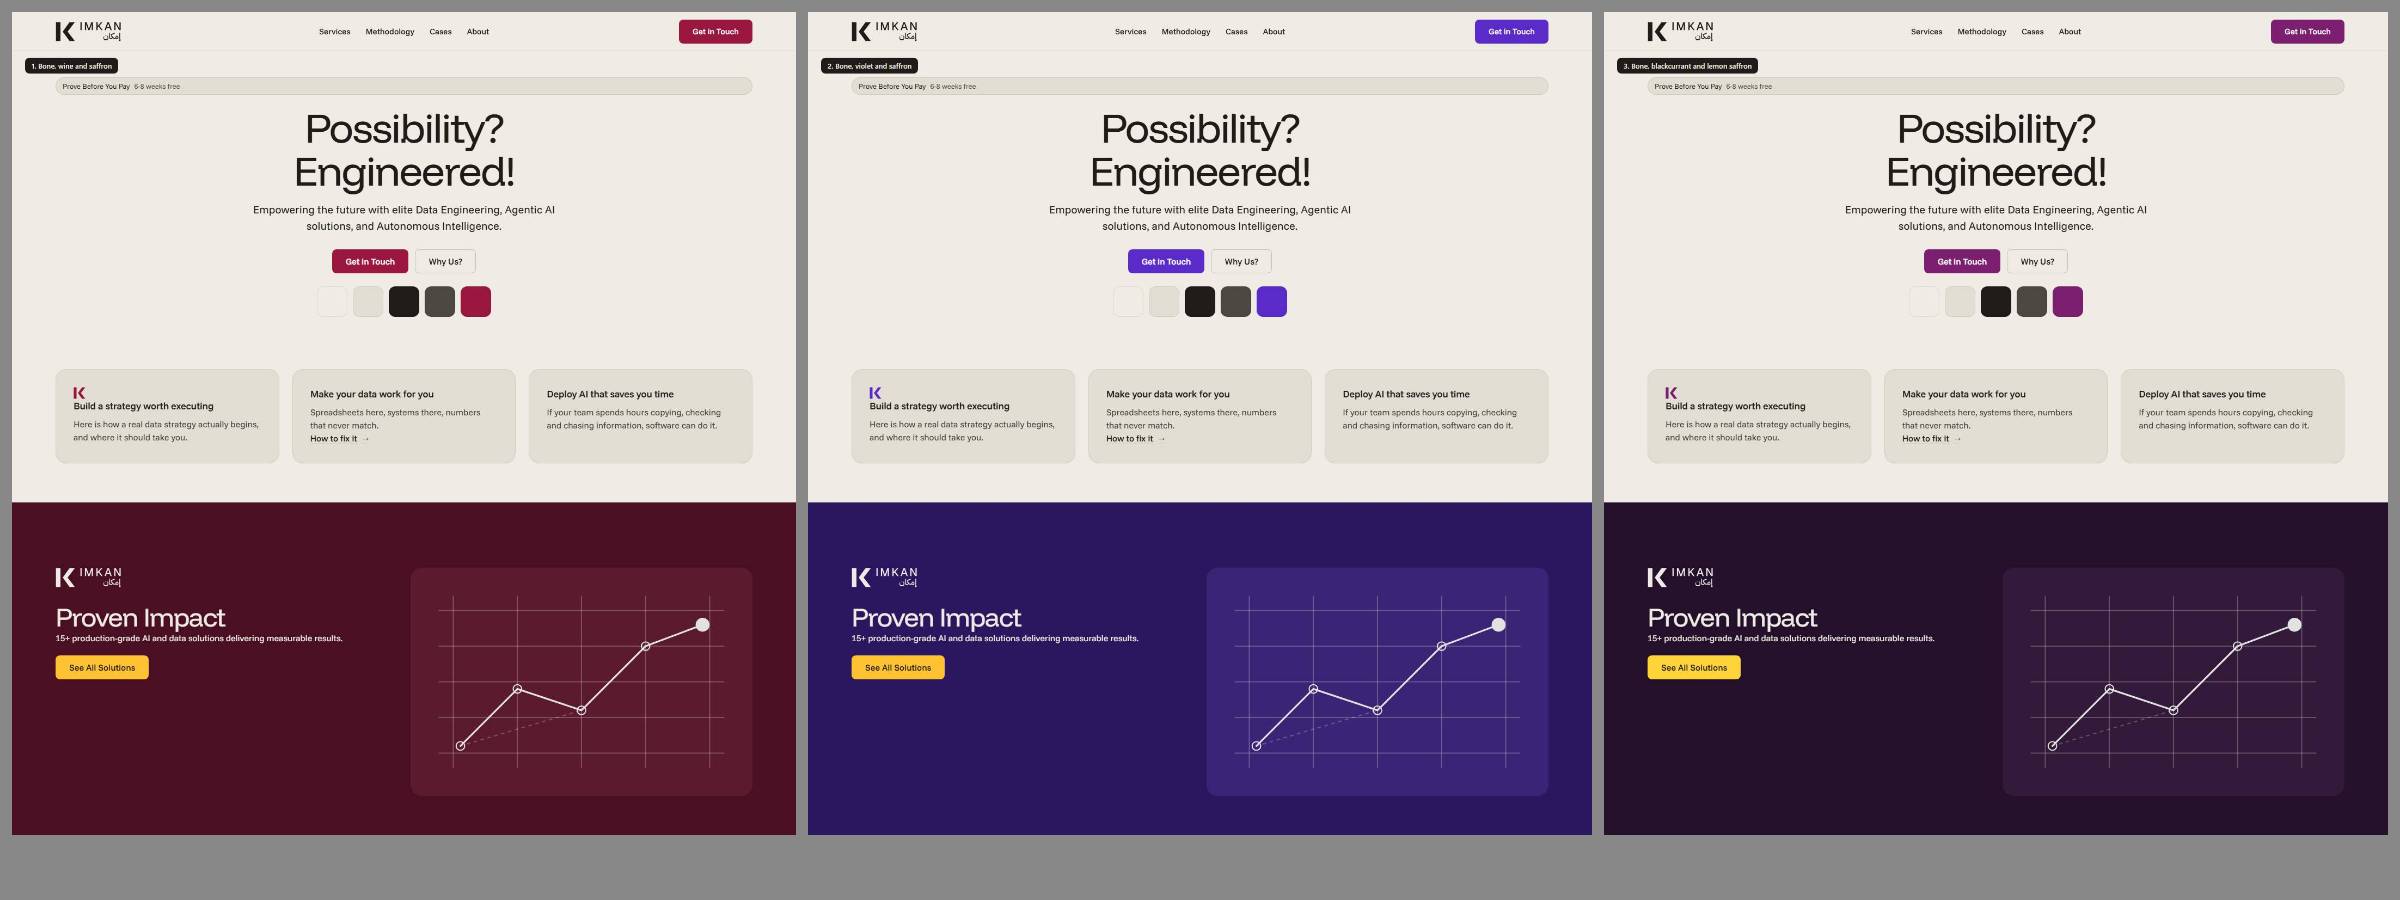 IMKAN
إمكان
Services Methodology Cases About
Get in Touch
1. Bone, wine and saffron
Prove Before You Pay 6-8 weeks free
Possibility?
Engineered!
Empowering the future with elite Data Engineering, Agentic AI
solutions, and Autonomous Intelligence.
Get in Touch
Why Us?
Build a strategy worth executing
Here is how a real data strategy actually begins,
and where it should take you.
Make your data work for you
Spreadsheets here, systems there, numbers
that never match.
How to fix it →
Deploy AI that saves you time
If your team spends hours copying, checking
and chasing information, software can do it.
IMKAN
إمكان
Proven Impact
15+ production-grade AI and data solutions delivering measurable results.
See All Solutions
IMKAN
إمكان
Services Methodology Cases About
Get in Touch
2. Bone, violet and saffron
Prove Before You Pay 6-8 weeks free
Possibility?
Engineered!
Empowering the future with elite Data Engineering, Agentic AI
solutions, and Autonomous Intelligence.
Get in Touch
Why Us?
Build a strategy worth executing
Here is how a real data strategy actually begins,
and where it should take you.
Make your data work for you
Spreadsheets here, systems there, numbers
that never match.
How to fix it →
Deploy AI that saves you time
If your team spends hours copying, checking
and chasing information, software can do it.
IMKAN
إمكان
Proven Impact
15+ production-grade AI and data solutions delivering measurable results.
See All Solutions
IMKAN
إمكان
Services Methodology Cases About
Get in Touch
3. Bone, blackcurrant and lemon saffron
Prove Before You Pay 6-8 weeks free
Possibility?
Engineered!
Empowering the future with elite Data Engineering, Agentic AI
solutions, and Autonomous Intelligence.
Get in Touch
Why Us?
Build a strategy worth executing
Here is how a real data strategy actually begins,
and where it should take you.
Make your data work for you
Spreadsheets here, systems there, numbers
that never match.
How to fix it →
Deploy AI that saves you time
If your team spends hours copying, checking
and chasing information, software can do it.
IMKAN
إمكان
Proven Impact
15+ production-grade AI and data solutions delivering measurable results.
See All Solutions